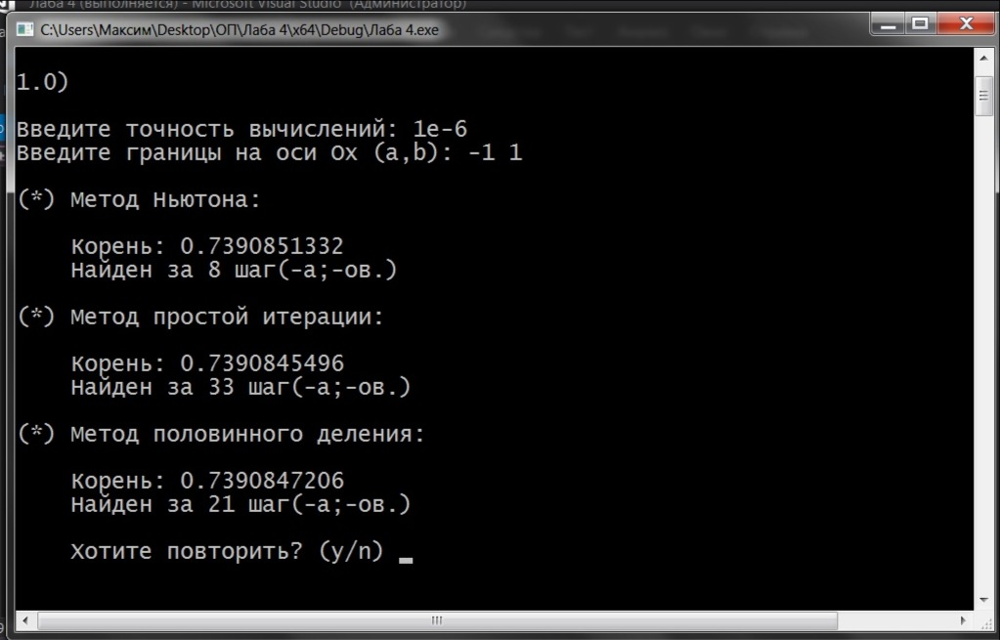 Лаба 4 (выполняется) - Microsoft Visual Studio (Администратор)
C:\Users\Максим\Desktop\ОП\Лаба 4\x64\Debug\Лаба 4.exe
1.0)
Введите точность вычислений: 1e-6
Введите границы на оси Ox (a,b): -1 1
(*) Метод Ньютона:
Корень: 0.7390851332
Найден за 8 шаг(-а;-ов.)
(*) Метод простой итерации:
Корень: 0.7390845496
Найден за 33 шаг(-а;-ов.)
(*) Метод половинного деления:
Корень: 0.7390847206
Найден за 21 шаг(-а;-ов.)
Хотите повторить? (y/n)